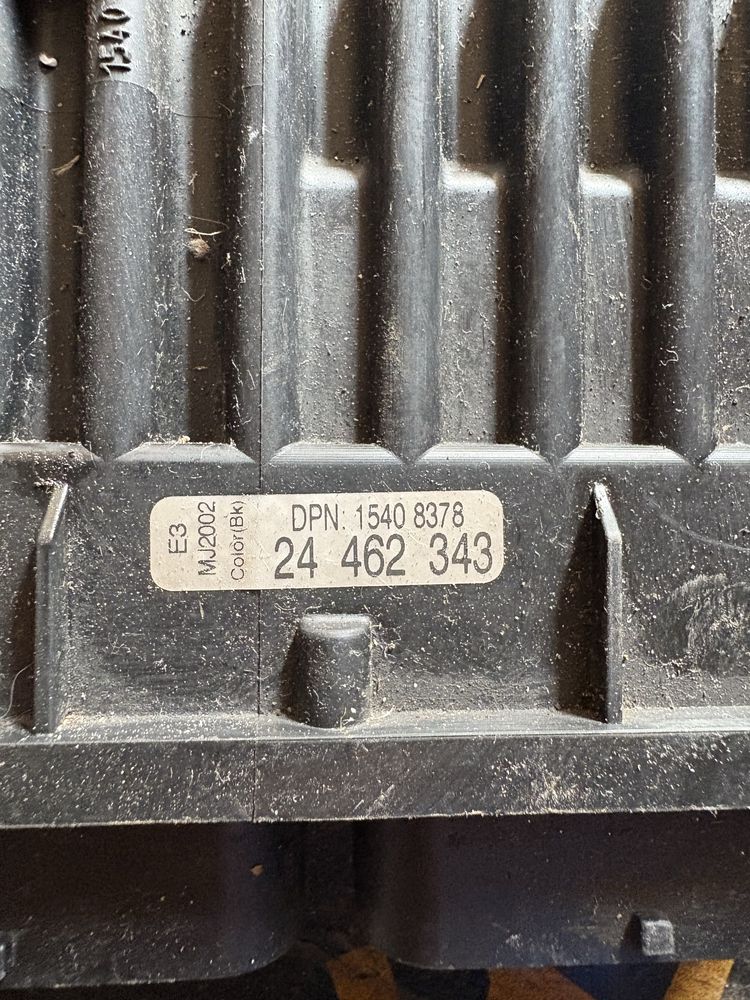 1540
E3
MJ2002
Color(Bk)
DPN: 1540 8378
24 462 343